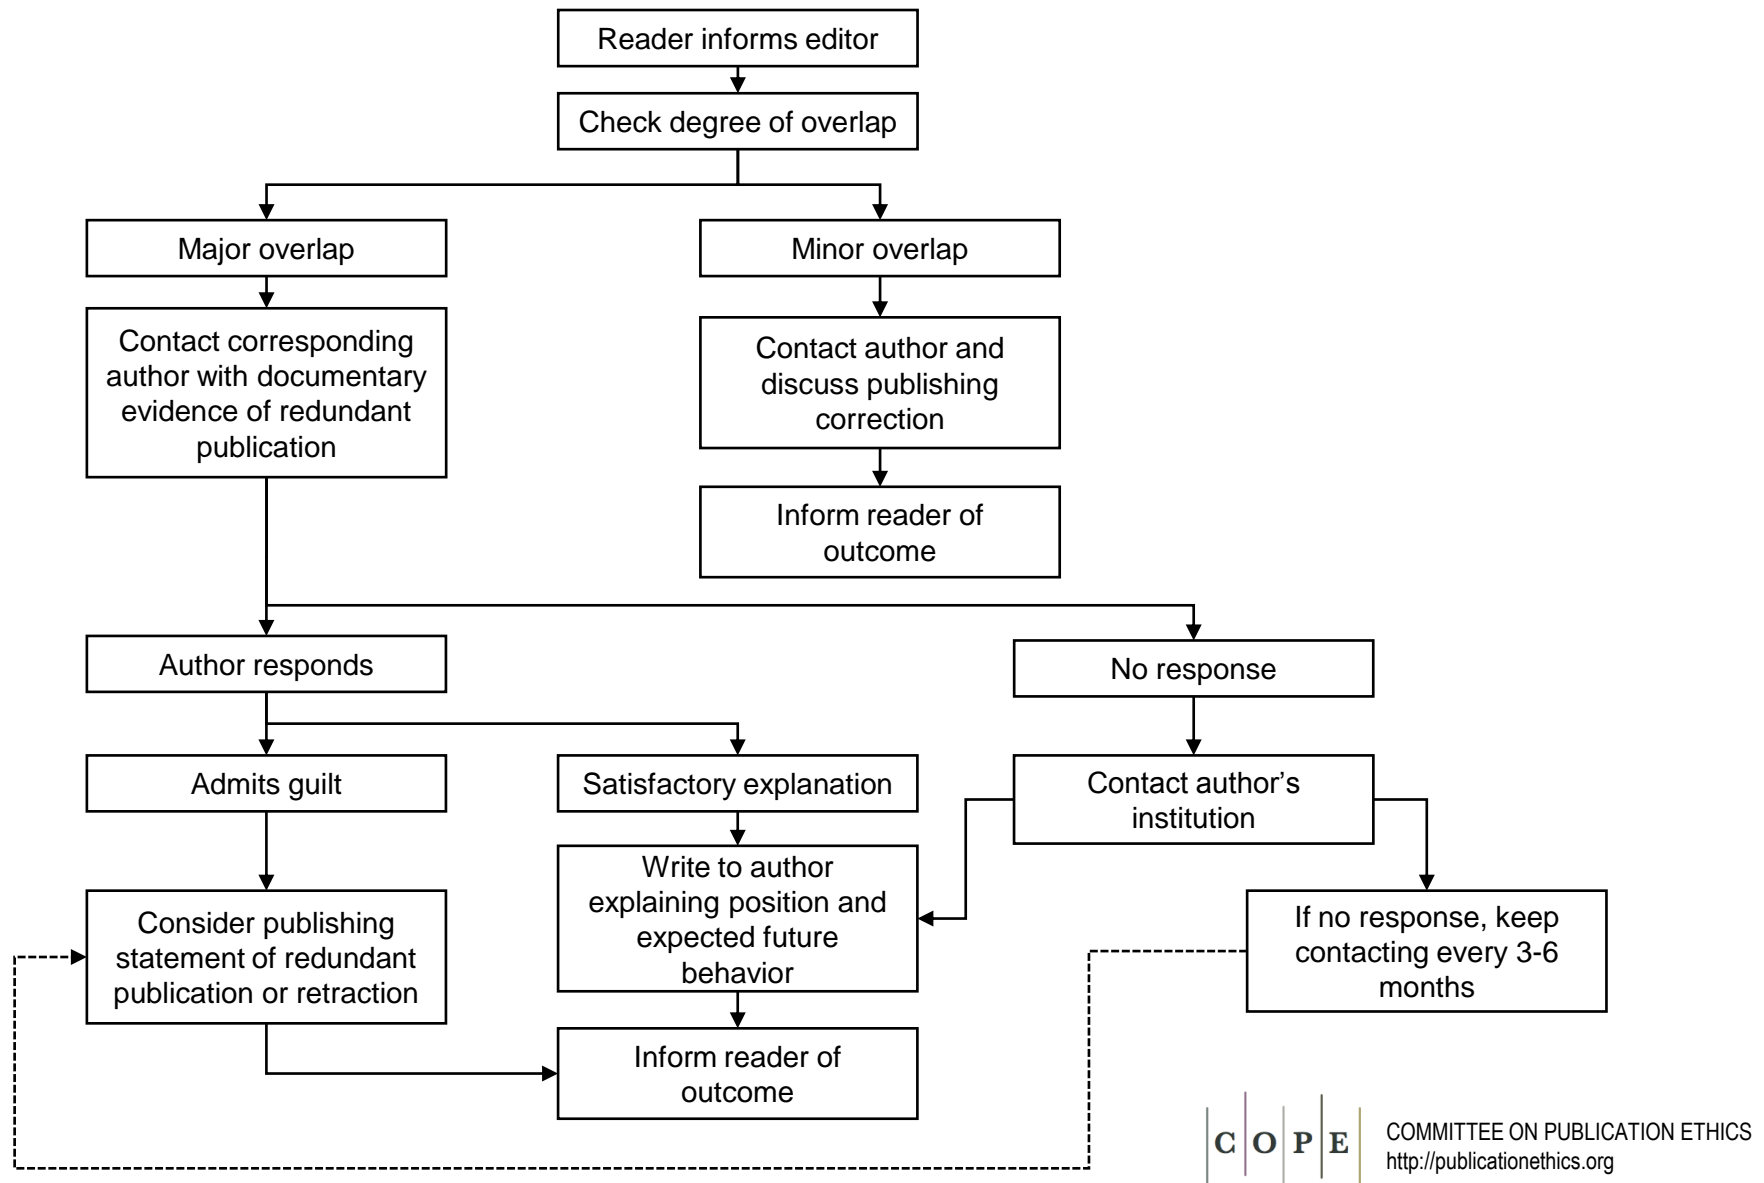 Reader informs editor
Check degree of overlap
Major overlap
Minor overlap
Contact corresponding
author with documentary
evidence of redundant
publication
Contact author and
discuss publishing
correction
Inform reader of
outcome
Author responds
No response
Admits guilt
Satisfactory explanation
Contact author’s
institution
Consider publishing
statement of redundant
publication or retraction
Write to author
explaining position and
expected future
behavior
If no response, keep
contacting every 3-6
months
Inform reader of
outcome
C O P E
COMMITTEE ON PUBLICATION ETHICS
http://publicationethics.org